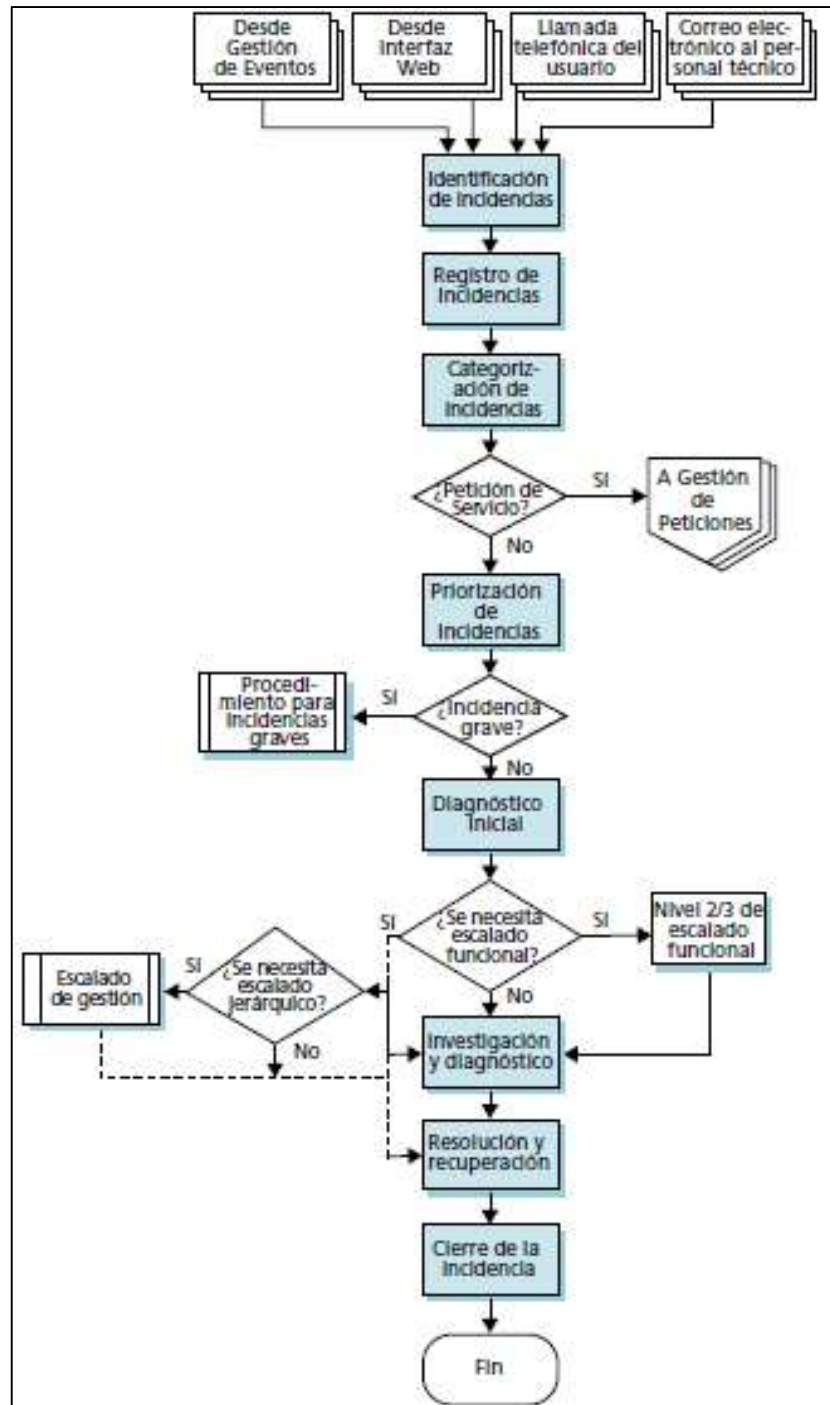 Desde
Gestión
de Eventos
Desde
Interfaz
Web
Llamada
telefónica del
usuario
Correo elec-
trónico al per-
sonal técnico
Identificación
de Incidencias
Registro de
Incidencias
Categoriz-
ación de
Incidencias
¿Petición de
Servicio?
SI
A Gestión
de
Peticiones
No
Priorización
de
Incidencias
Procedi-
miento para
Incidencias
graves
SI
¿Incidencia
grave?
No
Diagnóstico
Inicial
SI
¿Se necesita
escalado
funcional?
SI
Nivel 2/3 de
escalado
funcional
Escalado
de gestión
SI
¿Se necesita
escalado
jerárquico?
No
No
Investigación
y diagnóstico
Resolución y
recuperación
Cierre de la
Incidencia
Fin